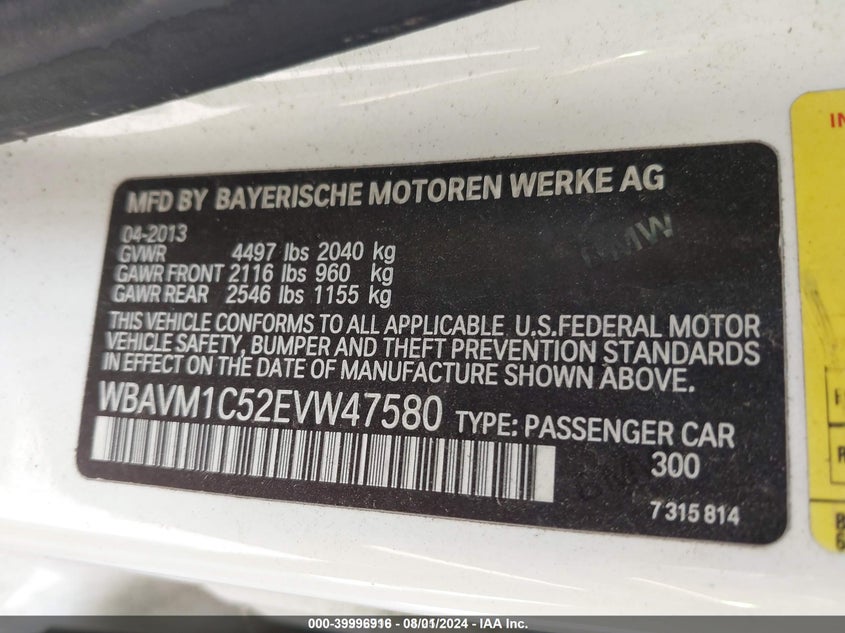 MFD BY BAYERISCHE MOTOREN WERKE AG
04-2013
GVWR 4497 lbs 2040 kg
GAWR FRONT 2116 lbs 960 kg
GAWR REAR 2546 lbs 1155 kg
THIS VEHICLE CONFORMS TO ALL APPLICABLE U.S.FEDERAL MOTOR
VEHICLE SAFETY, BUMPER AND THEFT PREVENTION STANDARDS
IN EFFECT ON THE DATE OF MANUFACTURE SHOWN ABOVE.
WBAVM1C52EVW47580 TYPE: PASSENGER CAR
300
7 315 814
BMW
000-39996916 - 08/01/2024 - IAA Inc.